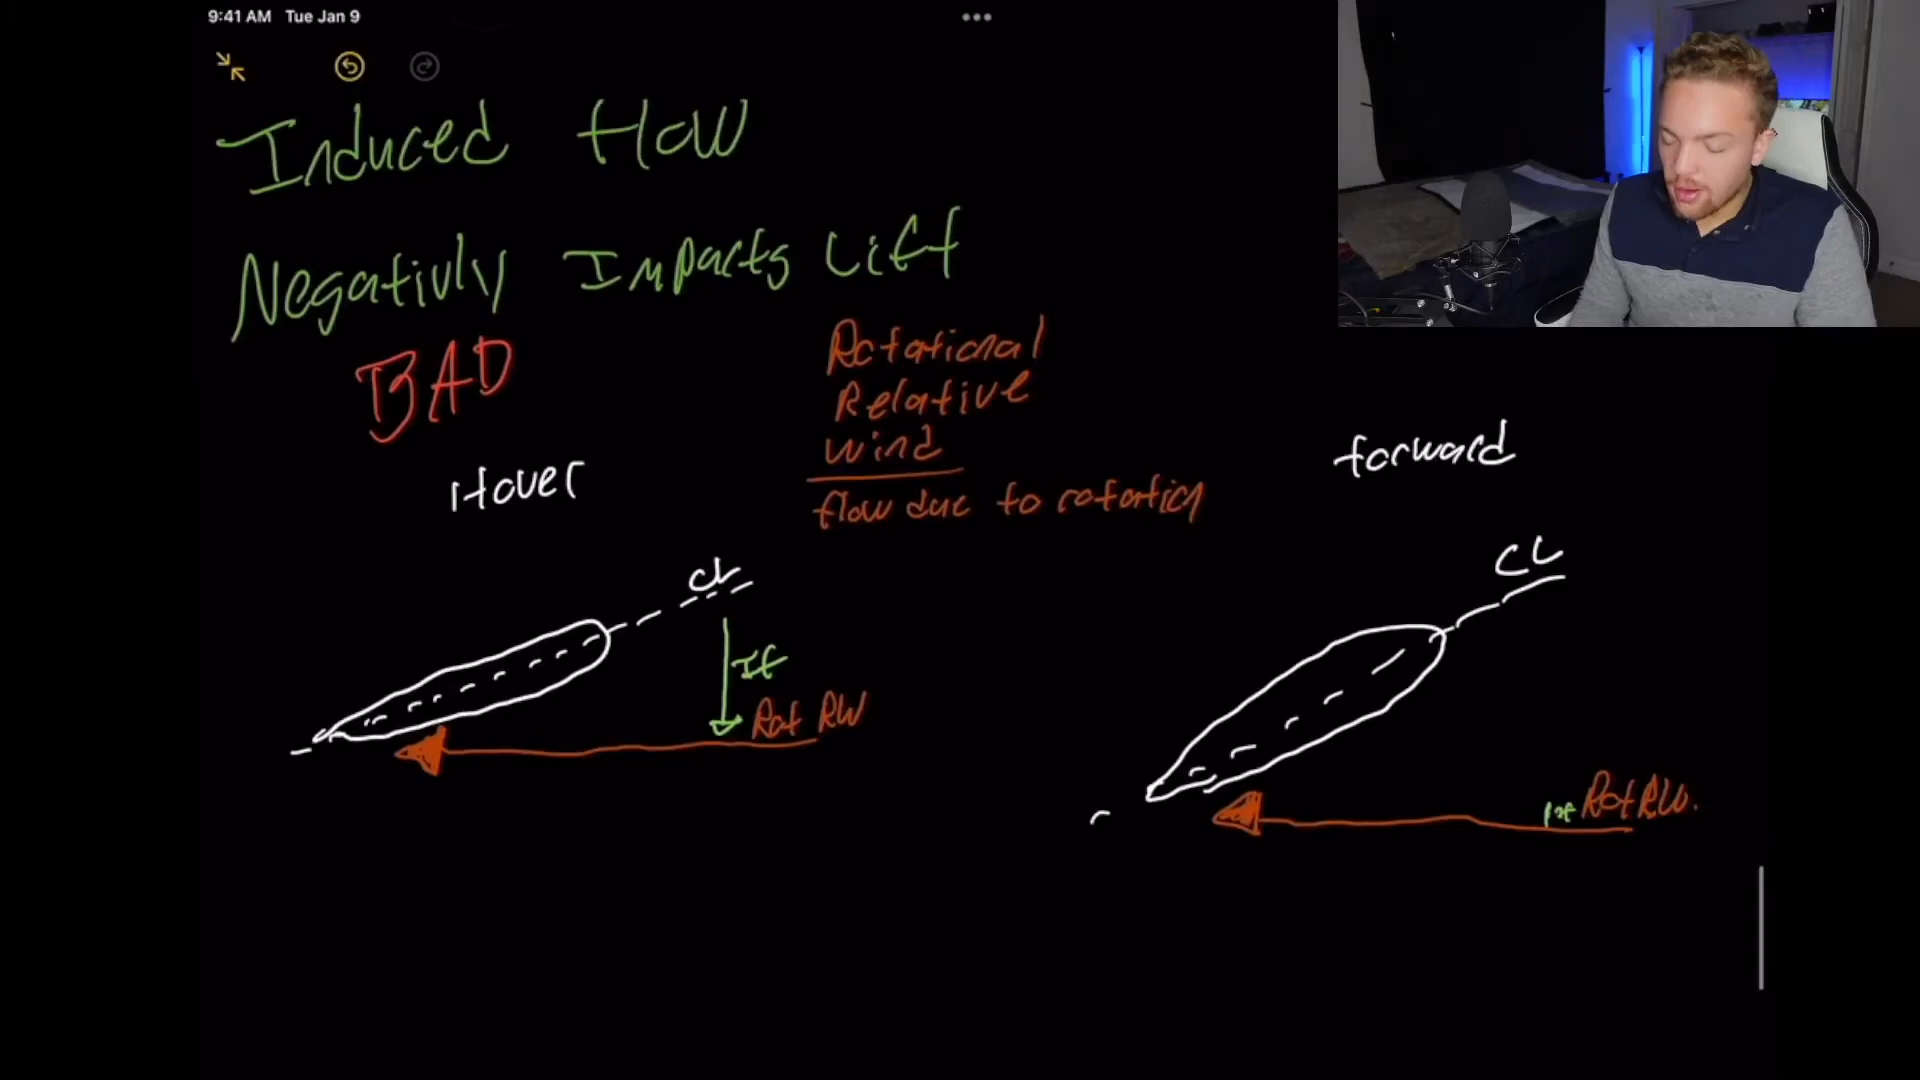 9:41 AM Tue Jan 9
Induced flow
Negativly Impacts Lift
BAD
Rotational
Relative
wind
flow due to rotation
Hover
forward
CL
IF
Rot RW
CL
IF Rot RW.